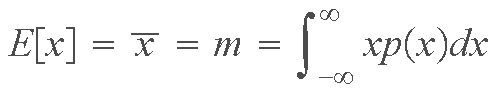 E[x] = x̅ = m = ∫_{-∞}^{∞} xp(x)dx